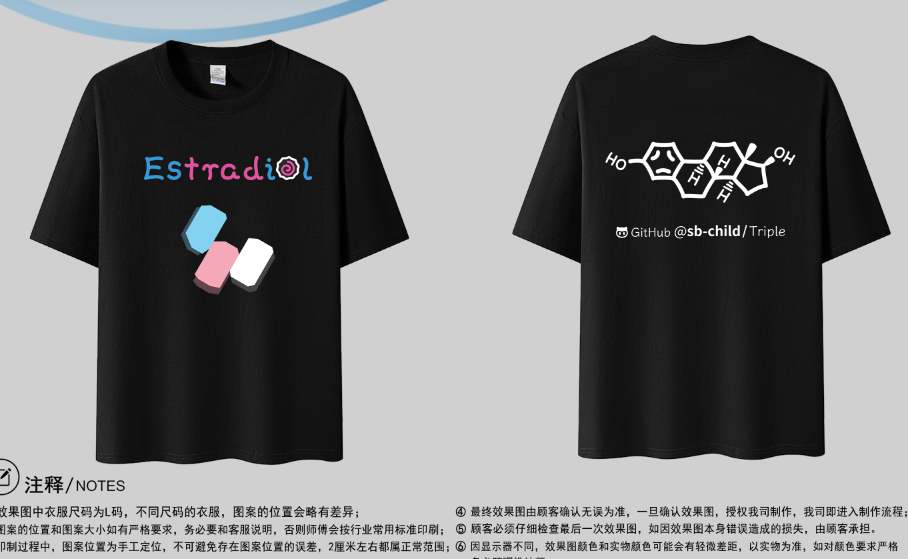 Estradiol
HO
OH
H
H
H
GitHub @sb-child/Triple
注释/NOTES
效果图中衣服尺码为L码，不同尺码的衣服，图案的位置会略有差异；
图案的位置和图案大小如有严格要求，务必要和客服说明，否则师傅会按行业常用标准印刷；
印制过程中，图案位置为手工定位，不可避免存在图案位置的误差，2厘米左右都属正常范围；
④ 最终效果图由顾客确认无误为准，一旦确认效果图，授权我司制作，我司即进入制作流程；
⑤ 顾客必须仔细检查最后一次效果图，如因效果图本身错误造成的损失，由顾客承担。
⑥ 因显示器不同，效果图颜色和实物颜色可能会有轻微差距，以实物为准，如对颜色要求严格